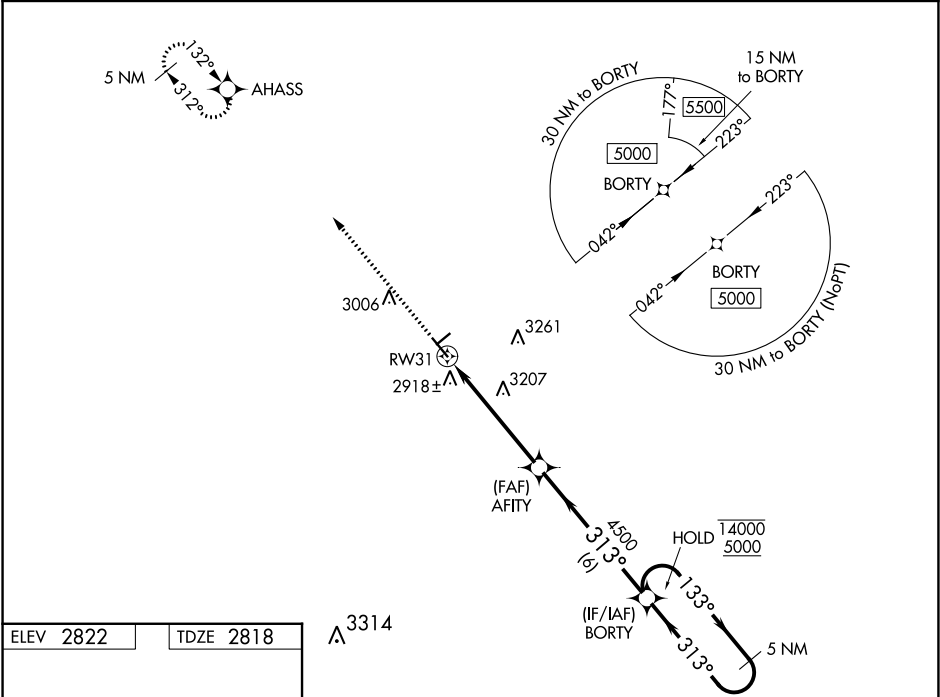 132°
5 NM
312°
AHASS
15 NM
to BORTY
30 NM to BORTY
177°
5500
5000
223°
BORTY
042°
223°
BORTY
042°
5000
30 NM to BORTY (NoPT)
3006
3261
RW31
2918±
3207
(FAF)
AFITY
4500
313°
(6)
HOLD
14000
5000
133°
(IF/IAF)
BORTY
313°
5 NM
3314
ELEV 2822
TDZE 2818